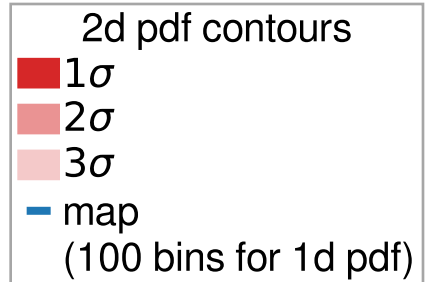 2d pdf contours
1σ
2σ
3σ
map
(100 bins for 1d pdf)